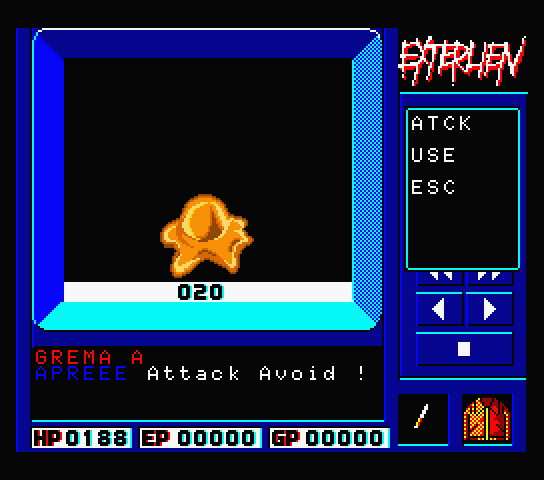 EXTERLIEN
ATCK
USE
ESC
020
GREMA A
APREEE Attack Avoid !
HP0188 EP00000 GP00000